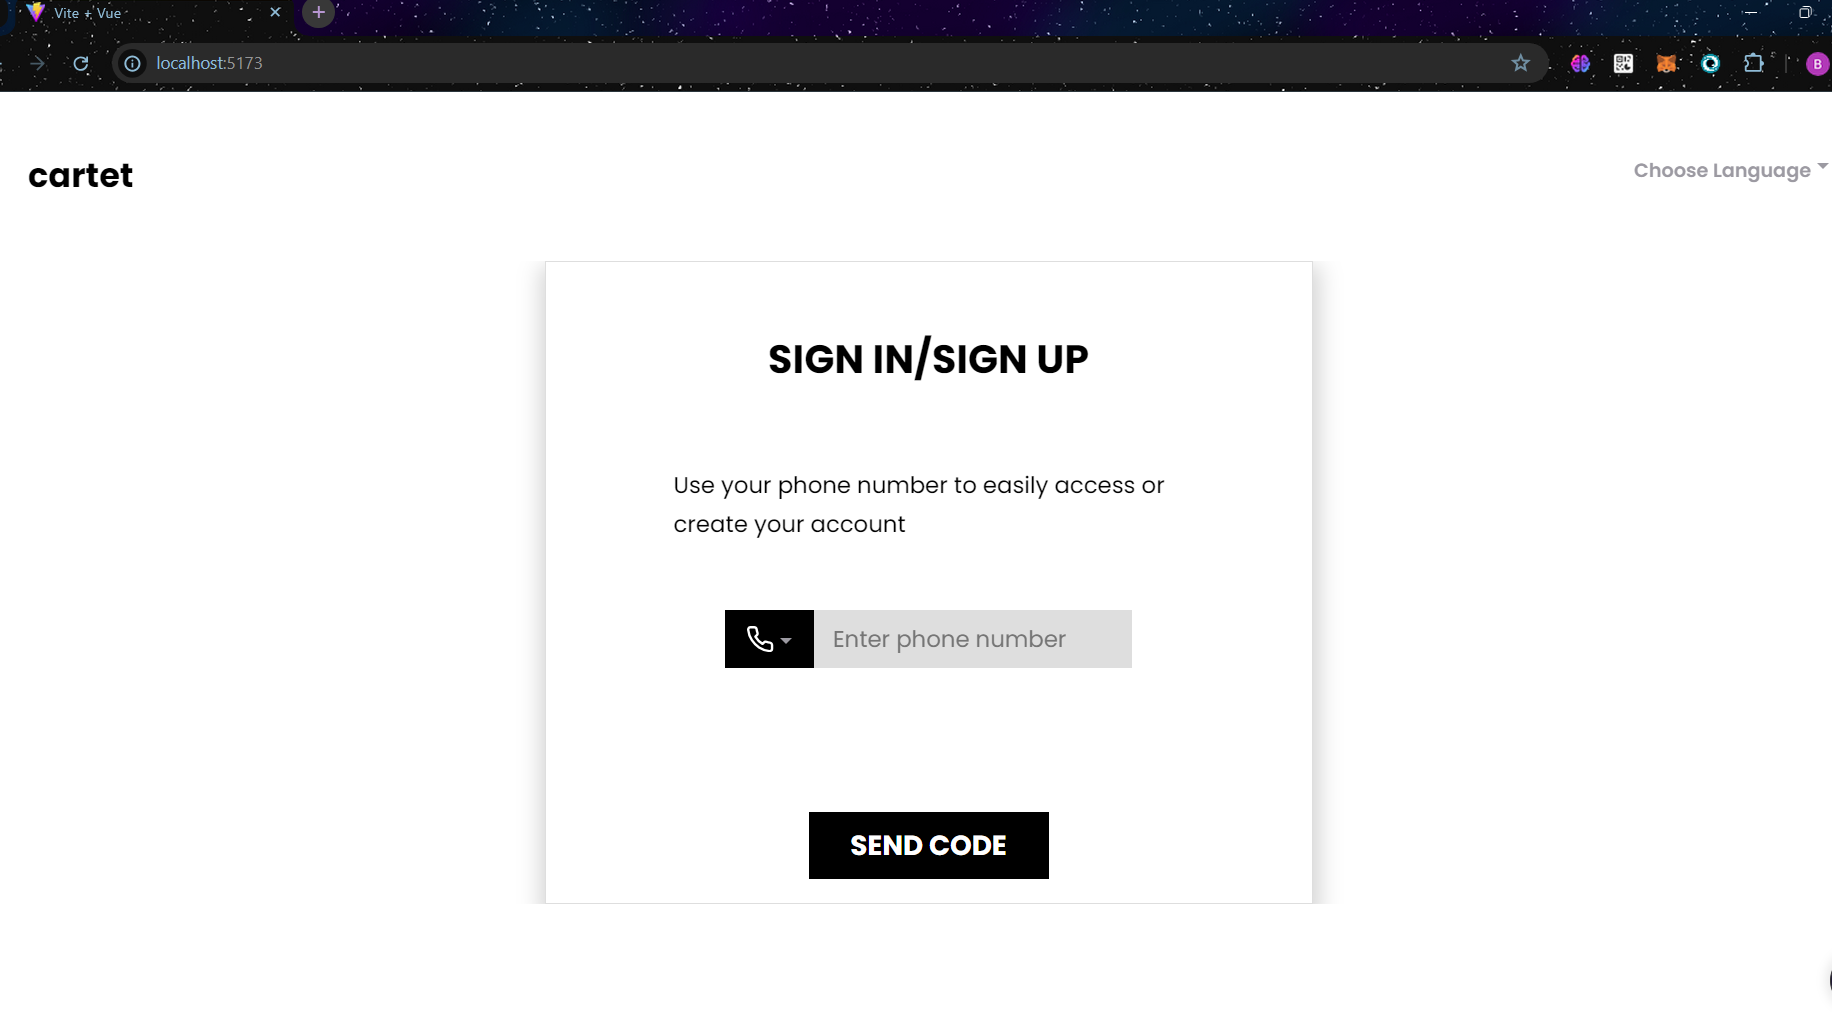 Vite + Vue
localhost:5173
B
cartet
Choose Language
SIGN IN/SIGN UP
Use your phone number to easily access or
create your account
Enter phone number
SEND CODE